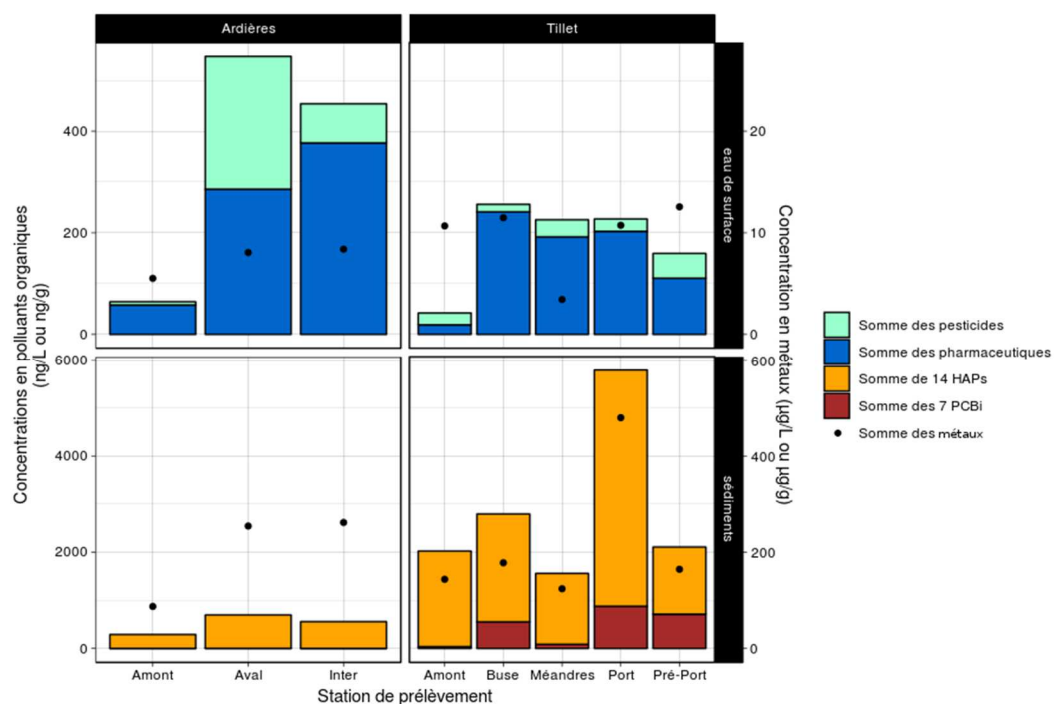 Ardières
Tillet
Concentrations en polluants organiques
(ng/L ou ng/g)
400
200
0
6000
4000
2000
0
20
10
0
600
400
200
0
eau de surface
sédiments
Concentration en métaux (µg/L ou µg/g)
Amont
Aval
Inter
Amont
Buse
Méandres
Port
Pré-Port
Station de prélèvement
Somme des pesticides
Somme des pharmaceutiques
Somme de 14 HAPs
Somme des 7 PCBi
Somme des métaux